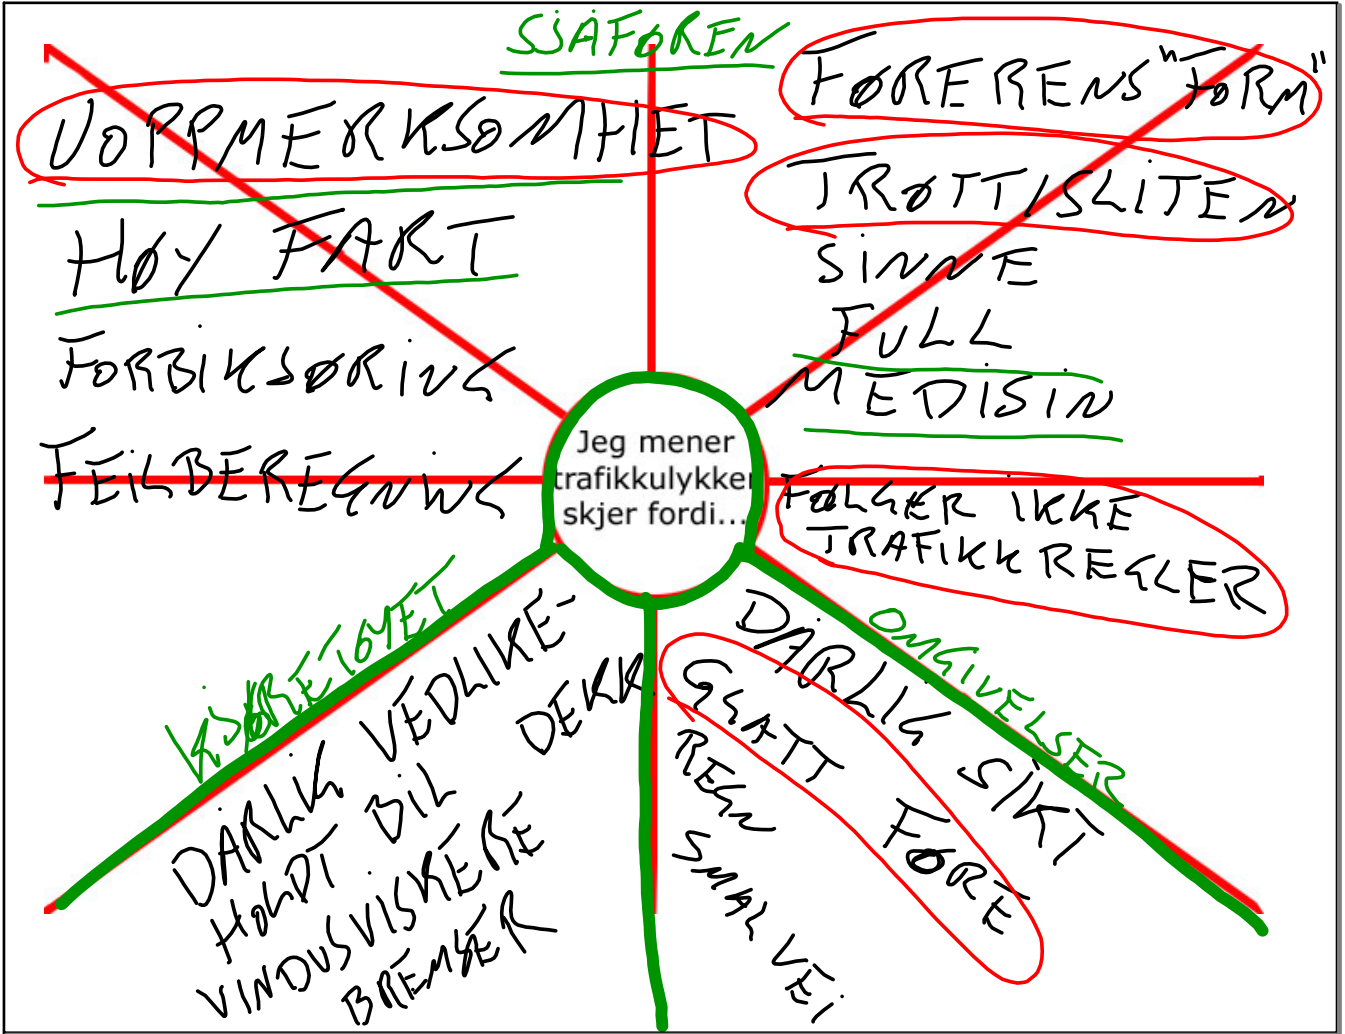 SJÅFØREN
UOPPMERKSOMHET
HØY FART
FORBIKJØRING
FEILBEREGNING
FØRERENS "FORM"
TRØTT/SLITEN
SINNE
FULL
MEDISIN
FØLGER IKKE
TRAFIKKREGLER
Jeg mener
trafikkulykker
skjer fordi...
KJØRETØYET
DÅRLIG VEDLIKE-
HOLDT BIL
DEKK
VINDUSVISKERE
BREMSER
OMGIVELSER
DÅRLIG SIKT
GLATT FØRE
REGN
SMAL VEI